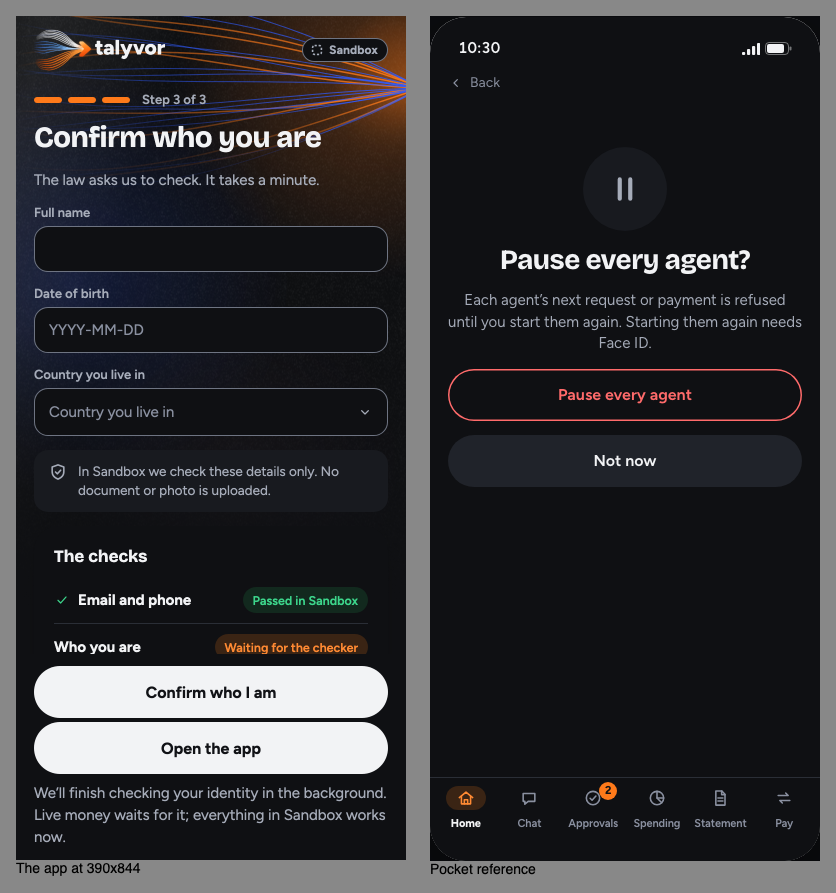 talyvor
Sandbox
Step 3 of 3
Confirm who you are
The law asks us to check. It takes a minute.
Full name
Date of birth
YYYY-MM-DD
Country you live in
Country you live in
In Sandbox we check these details only. No
document or photo is uploaded.
The checks
Email and phone
Passed in Sandbox
Who you are
Waiting for the checker
Confirm who I am
Open the app
We’ll finish checking your identity in the background.
Live money waits for it; everything in Sandbox works
now.
The app at 390x844
10:30
Back
Pause every agent?
Each agent’s next request or payment is refused
until you start them again. Starting them again needs
Face ID.
Pause every agent
Not now
2
Home
Chat
Approvals
Spending
Statement
Pay
Pocket reference